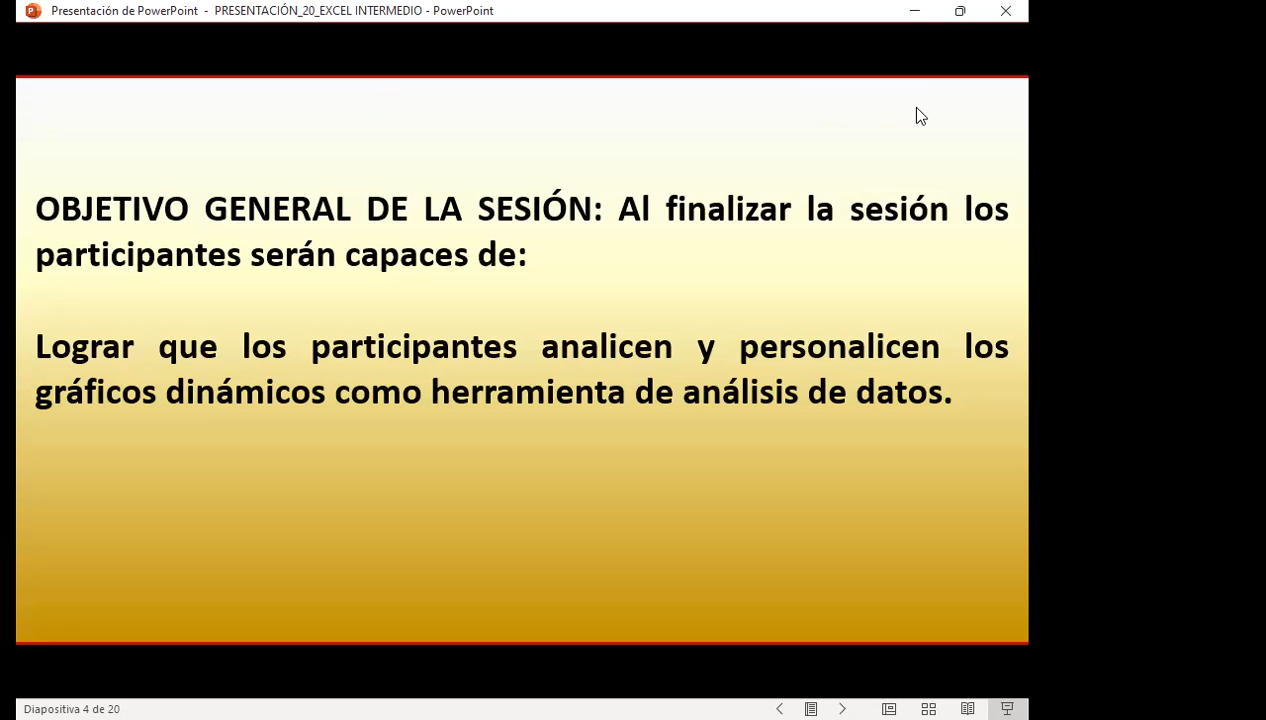 Presentación de PowerPoint - PRESENTACIÓN_20_EXCEL INTERMEDIO - PowerPoint
OBJETIVO GENERAL DE LA SESIÓN: Al finalizar la sesión los
participantes serán capaces de:
Lograr que los participantes analicen y personalicen los
gráficos dinámicos como herramienta de análisis de datos.
Diapositiva 4 de 20